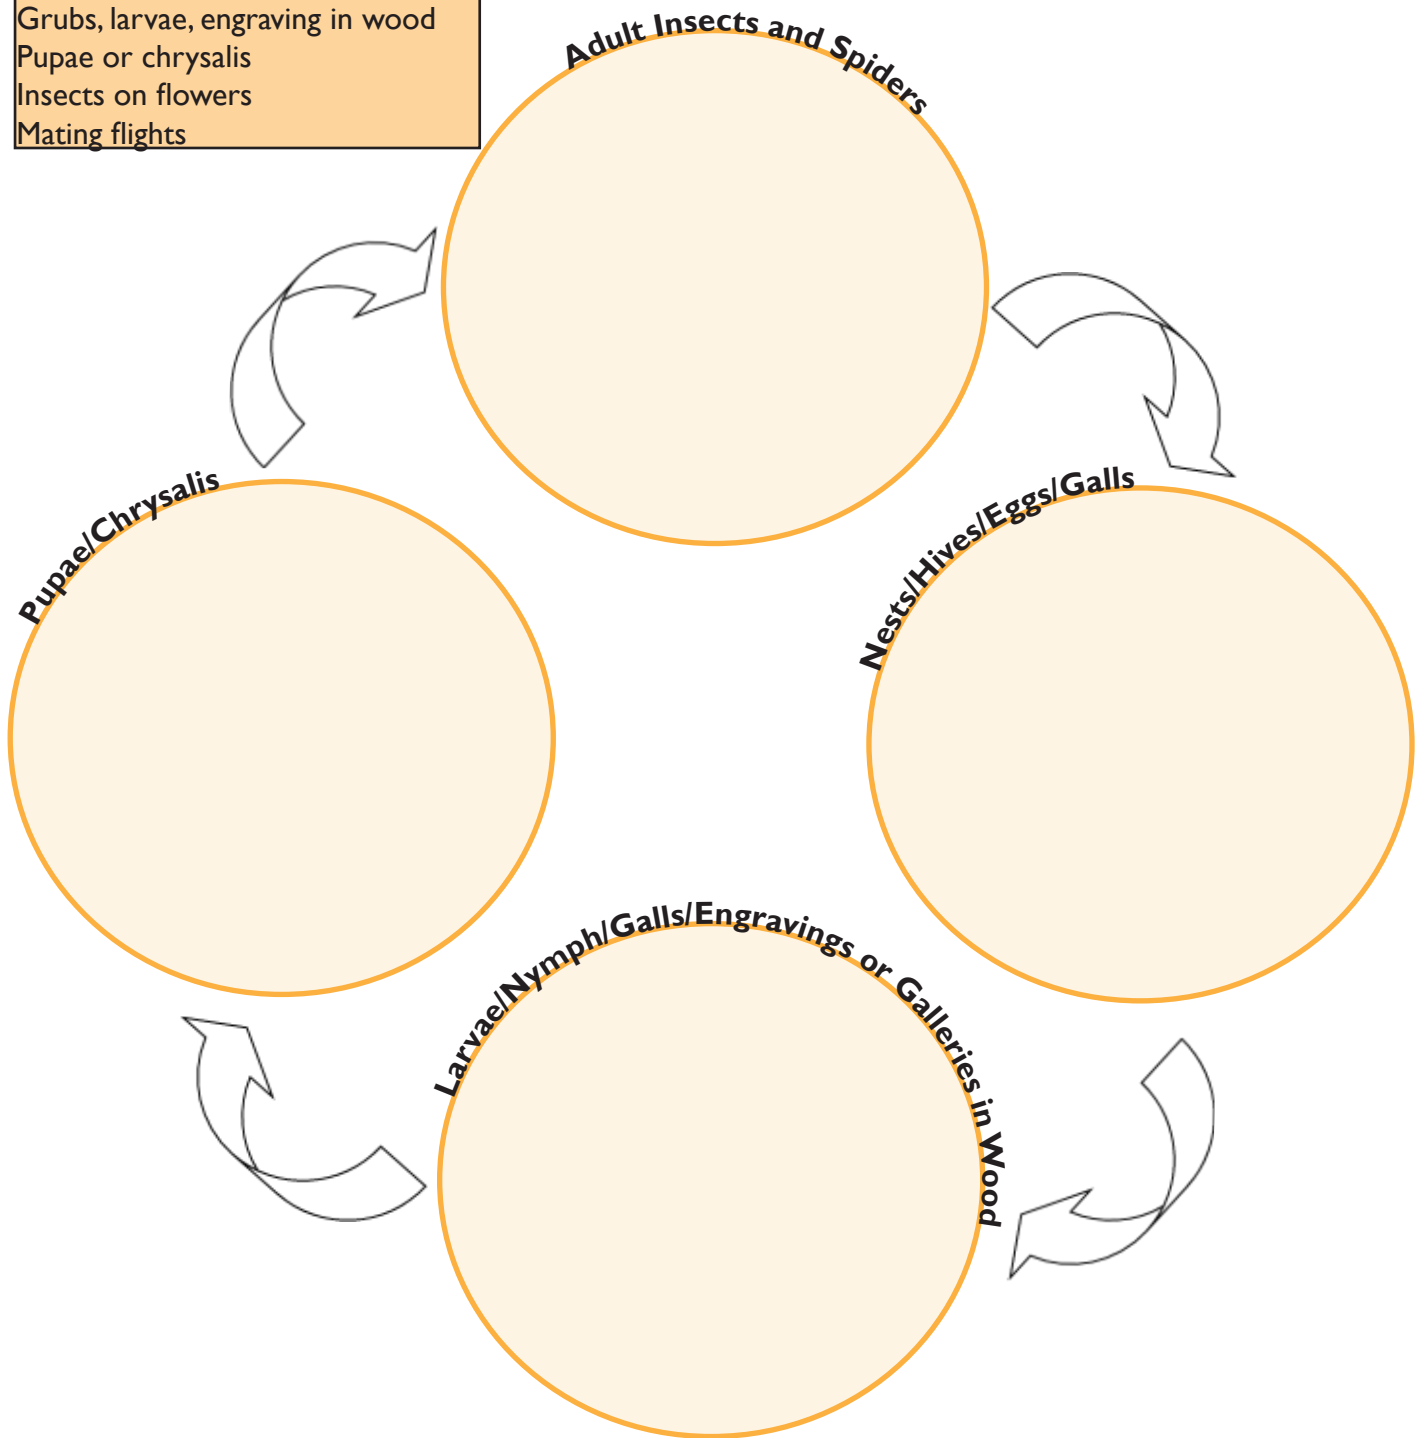 Grubs, larvae, engraving in wood
Pupae or chrysalis
Insects on flowers
Mating flights
Adult Insects and Spiders
Pupae/Chrysalis
Nests/Hives/Eggs/Galls
Larvae/Nymph/Galls/Engravings or Galleries in Wood